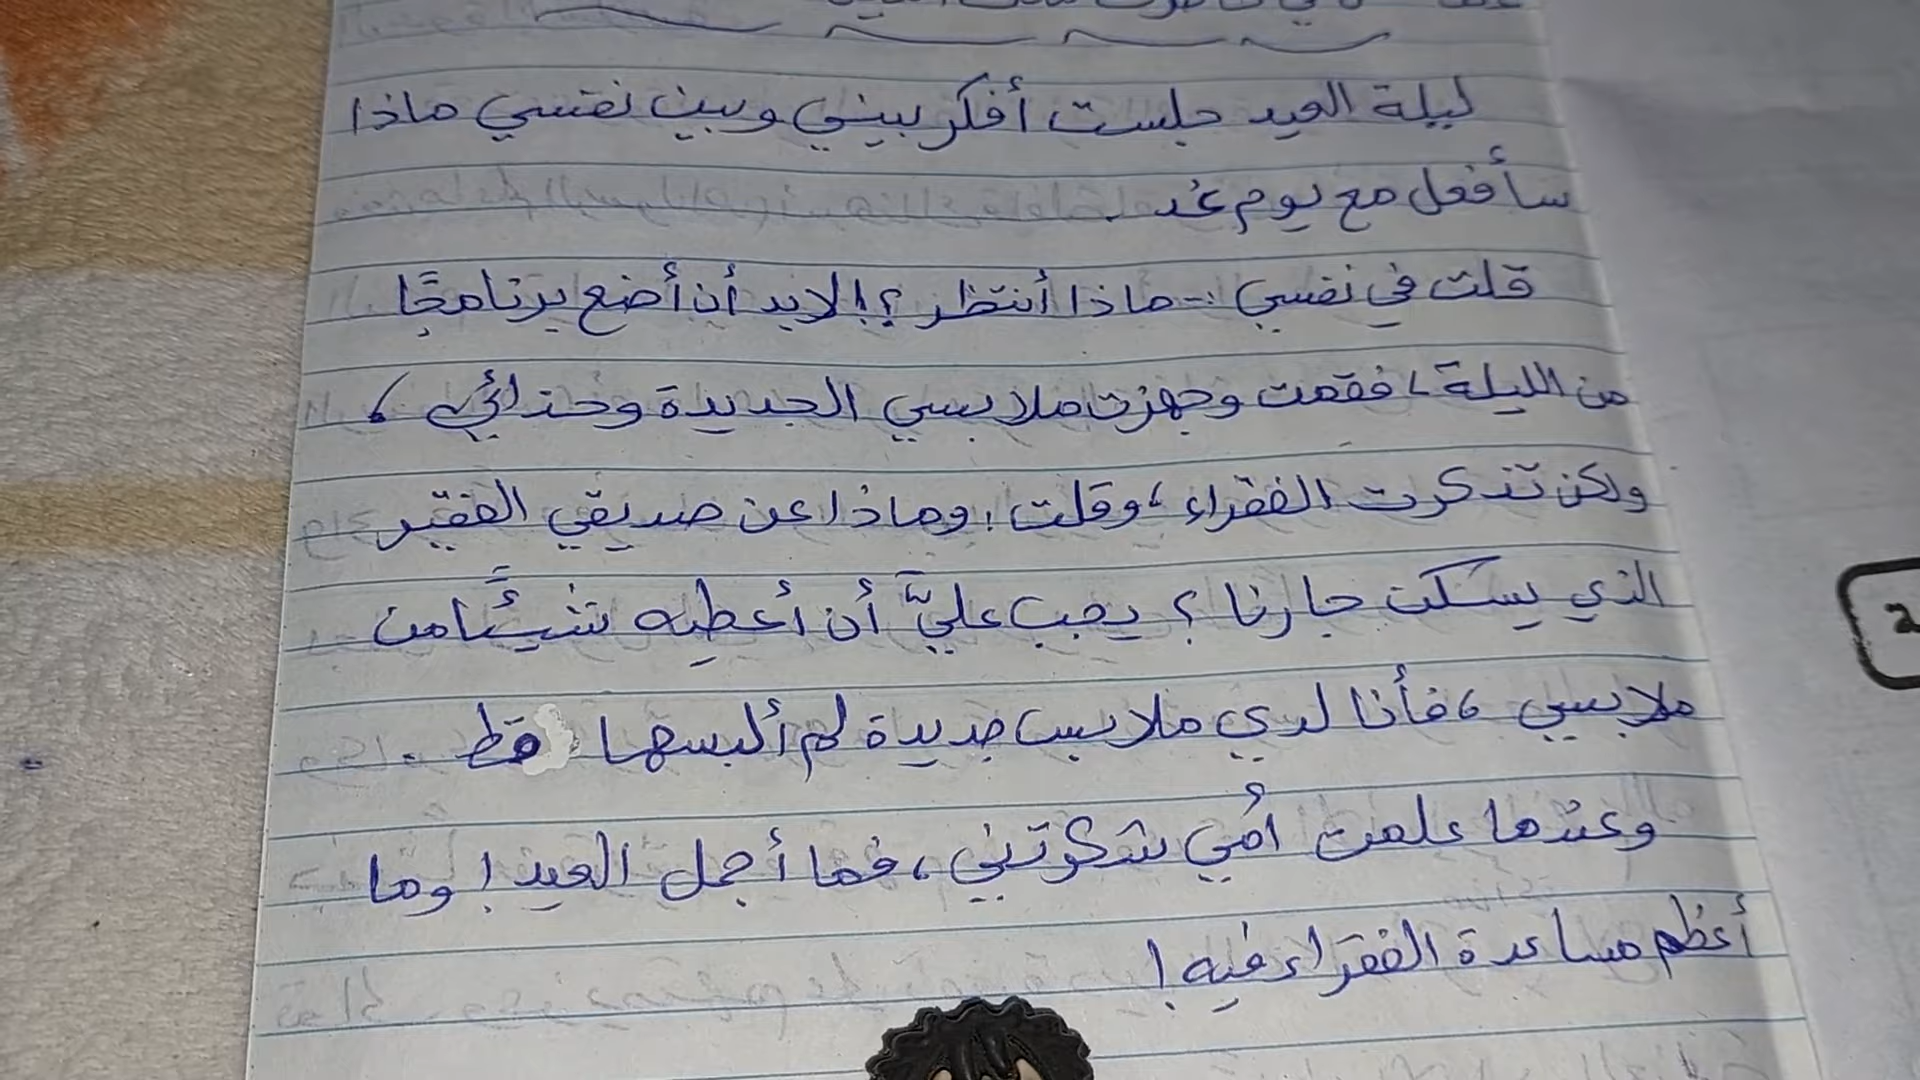 ليلة العيد جلست أفكر بيني وبين نفسي ماذا
سأفعل مع يوم غد .
قلت في نفسي :- ماذا أنتظر ؟! لابد أن أضع برنامجًا
من الليلة ، فقمت وجهزت ملابسي الجديدة وحذائي ،
ولكن تذكرت الفقراء ، وقلت : وماذا عن صديقي الفقير
الذي يسكن جارنا ؟ يجب عليَّ أن أعطيه شيئًا من
ملابسي ، فأنا لدي ملابس جديدة لم ألبسها قط .
وعندما علمت أمي شكرتني ، فما أجمل العيد ! وما
أعظم مساعدة الفقراء فيه !
2